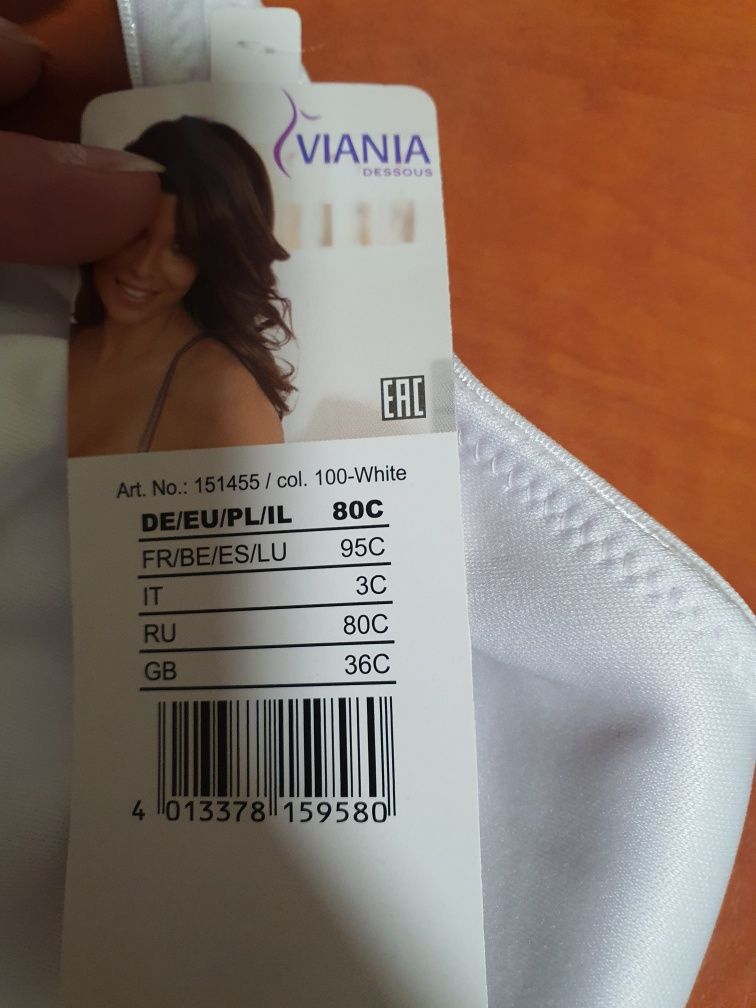 VIANIA
DESSOUS
EAC
Art. No.: 151455 / col. 100-White
DE/EU/PL/IL 80C
FR/BE/ES/LU 95C
IT 3C
RU 80C
GB 36C
4 013378 159580